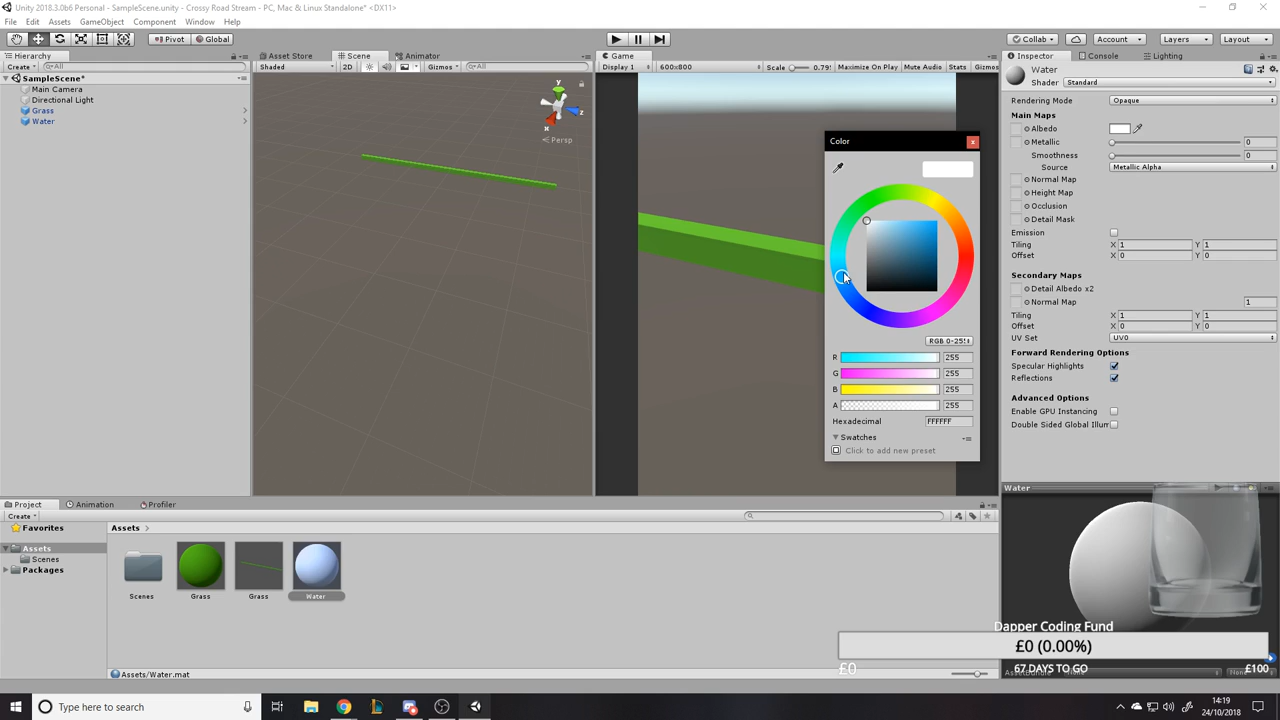 Unity 2018.3.0b6 Personal - SampleScene.unity - Crossy Road Stream - PC, Mac & Linux Standalone* <DX11>
File Edit Assets GameObject Component Window Help
Pivot Global
Collab Account Layers Layout
Hierarchy
Create All
SampleScene*
Main Camera
Directional Light
Grass
Water
Asset Store Scene Animator
Shaded 2D Gizmos All
y
z
x
Persp
Game
Display 1 600x800 Scale 0.79 Maximize On Play Mute Audio Stats Gizmos
Color
RGB 0-255
R 255
G 255
B 255
A 255
Hexadecimal FFFFFF
Swatches
Click to add new preset
Inspector Console Lighting
Water
Shader Standard
Rendering Mode Opaque
Main Maps
Albedo
Metallic 0
Smoothness 0
Source Metallic Alpha
Normal Map
Height Map
Occlusion
Detail Mask
Emission
Tiling X 1 Y 1
Offset X 0 Y 0
Secondary Maps
Detail Albedo x2
Normal Map 1
Tiling X 1 Y 1
Offset X 0 Y 0
UV Set UV0
Forward Rendering Options
Specular Highlights
Reflections
Advanced Options
Enable GPU Instancing
Double Sided Global Illum
Project Animation Profiler
Create
Favorites
Assets
Scenes
Packages
Assets
Scenes Grass Grass Water
Assets/Water.mat
Water
Dapper Coding Fund
£0 (0.00%)
£0 67 DAYS TO GO £100
AssetBundle None None
Type here to search
14:19
24/10/2018